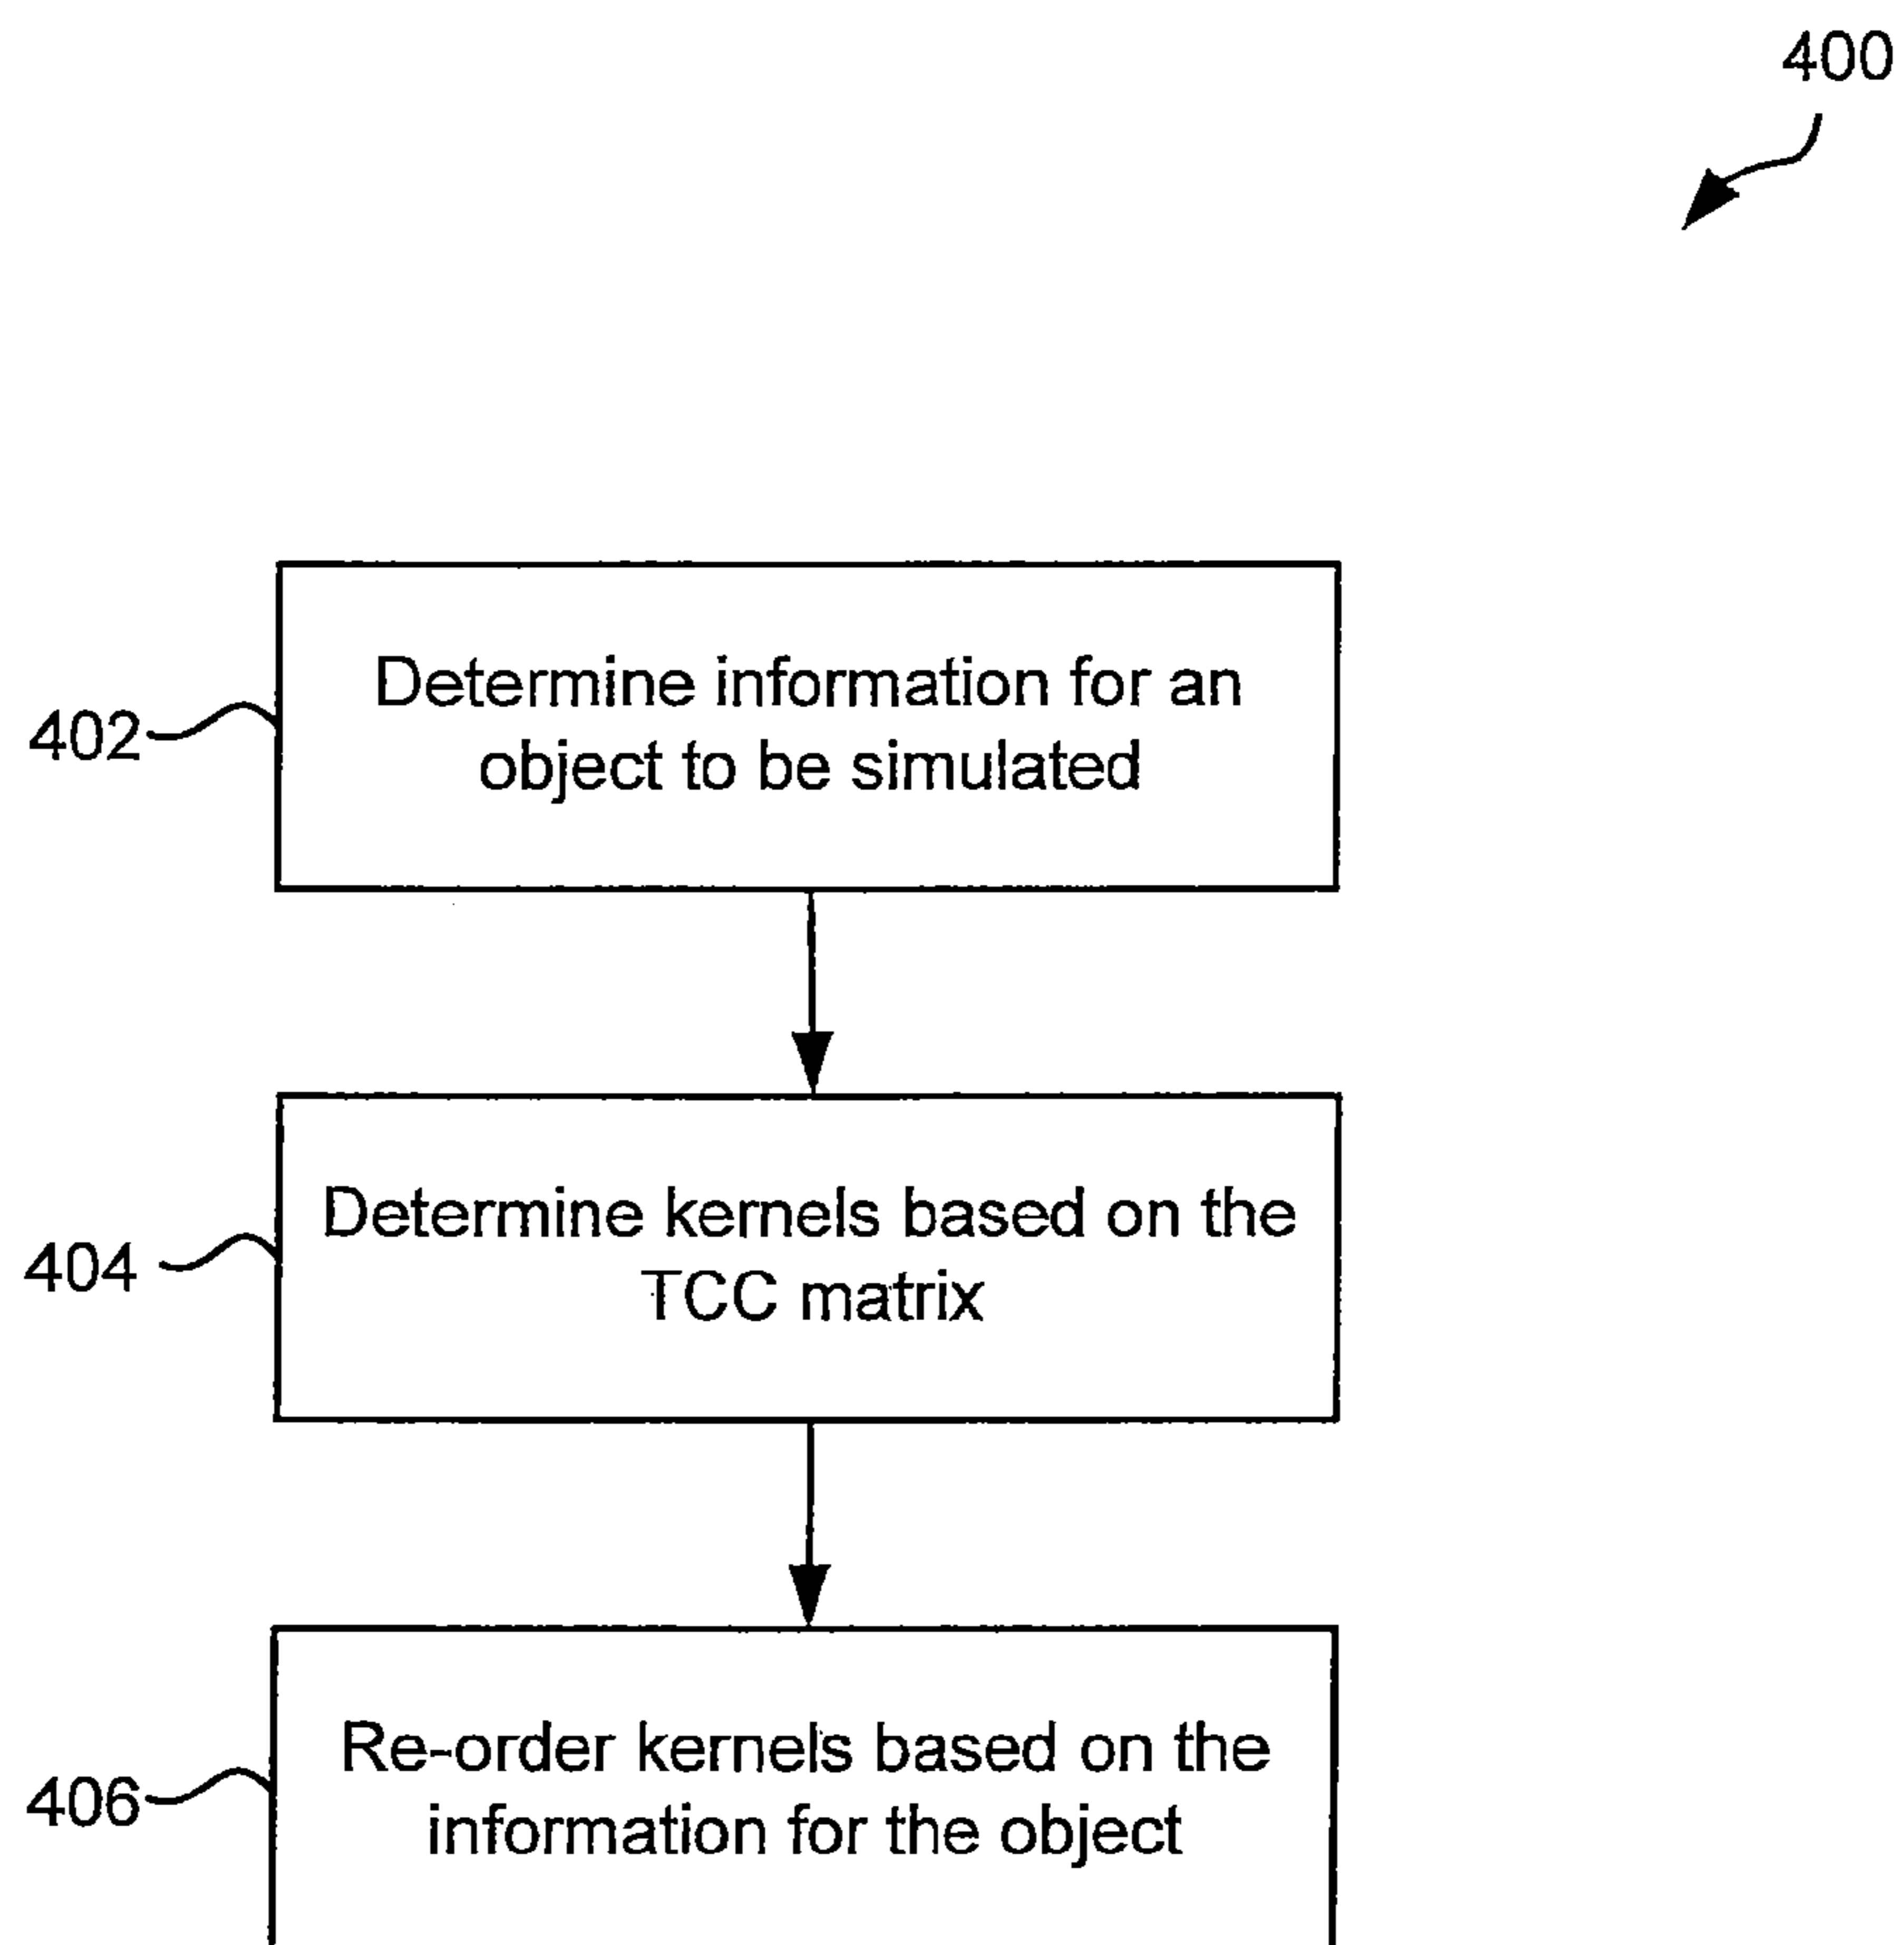 400
402
Determine information for an
object to be simulated
404
Determine kernels based on the
TCC matrix
406
Re-order kernels based on the
information for the object